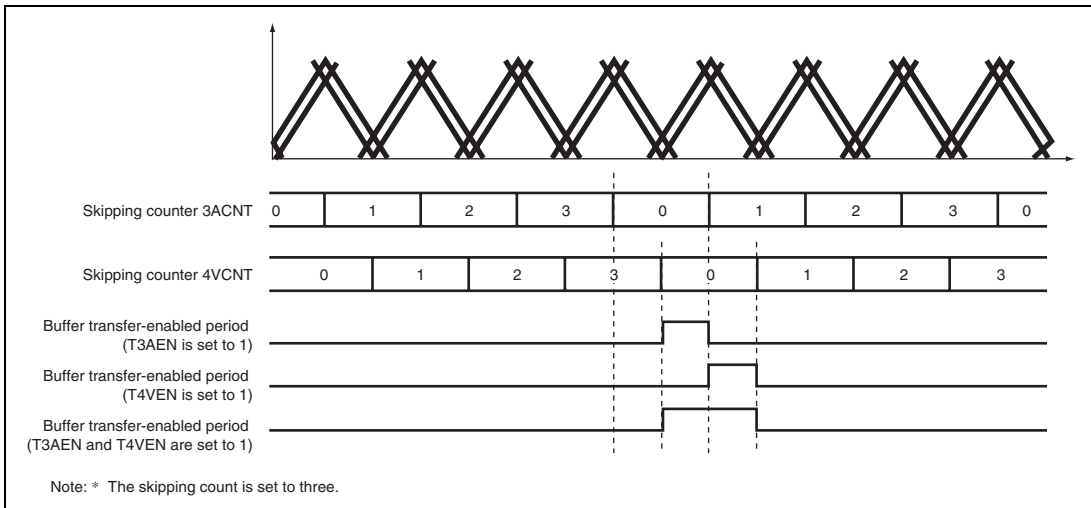 Skipping counter 3ACNT 0 1 2 3 0 1 2 3 0
Skipping counter 4VCNT 0 1 2 3 0 1 2 3
Buffer transfer-enabled period
(T3AEN is set to 1)
Buffer transfer-enabled period
(T4VEN is set to 1)
Buffer transfer-enabled period
(T3AEN and T4VEN are set to 1)
Note: * The skipping count is set to three.